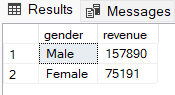 Results Messages
gender revenue
1 Male 157890
2 Female 75191